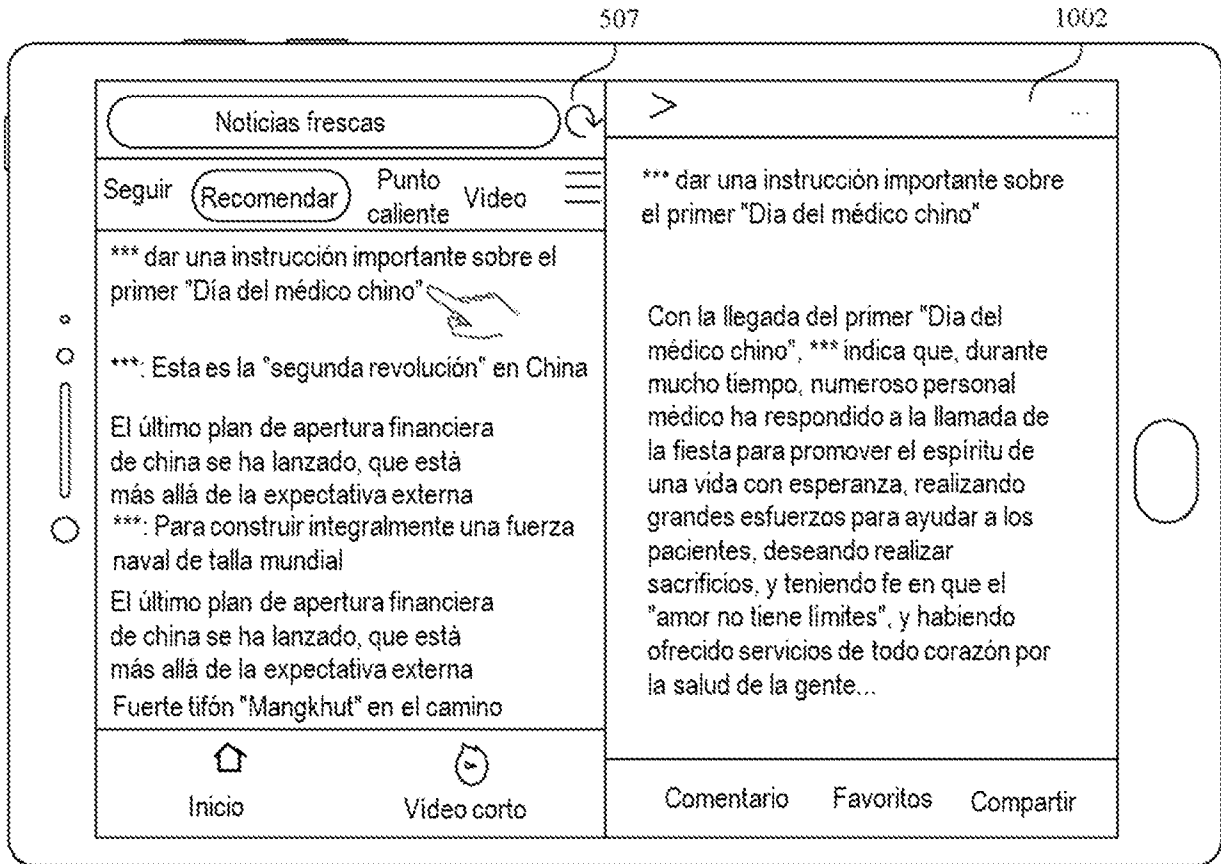 507
1002
Noticias frescas
Seguir
Recomendar
Punto
caliente
Video
*** dar una instrucción importante sobre el
primer "Día del médico chino"
***: Esta es la "segunda revolución" en China
El último plan de apertura financiera
de china se ha lanzado, que está
más allá de la expectativa externa
***: Para construir integralmente una fuerza
naval de talla mundial
El último plan de apertura financiera
de china se ha lanzado, que está
más allá de la expectativa externa
Fuerte tifón "Mangkhut" en el camino
Inicio
Vídeo corto
>
...
*** dar una instrucción importante sobre
el primer "Día del médico chino"
Con la llegada del primer "Día del
médico chino", *** indica que, durante
mucho tiempo, numeroso personal
médico ha respondido a la llamada de
la fiesta para promover el espíritu de
una vida con esperanza, realizando
grandes esfuerzos para ayudar a los
pacientes, deseando realizar
sacrificios, y teniendo fe en que el
"amor no tiene límites", y habiendo
ofrecido servicios de todo corazón por
la salud de la gente...
Comentario
Favoritos
Compartir